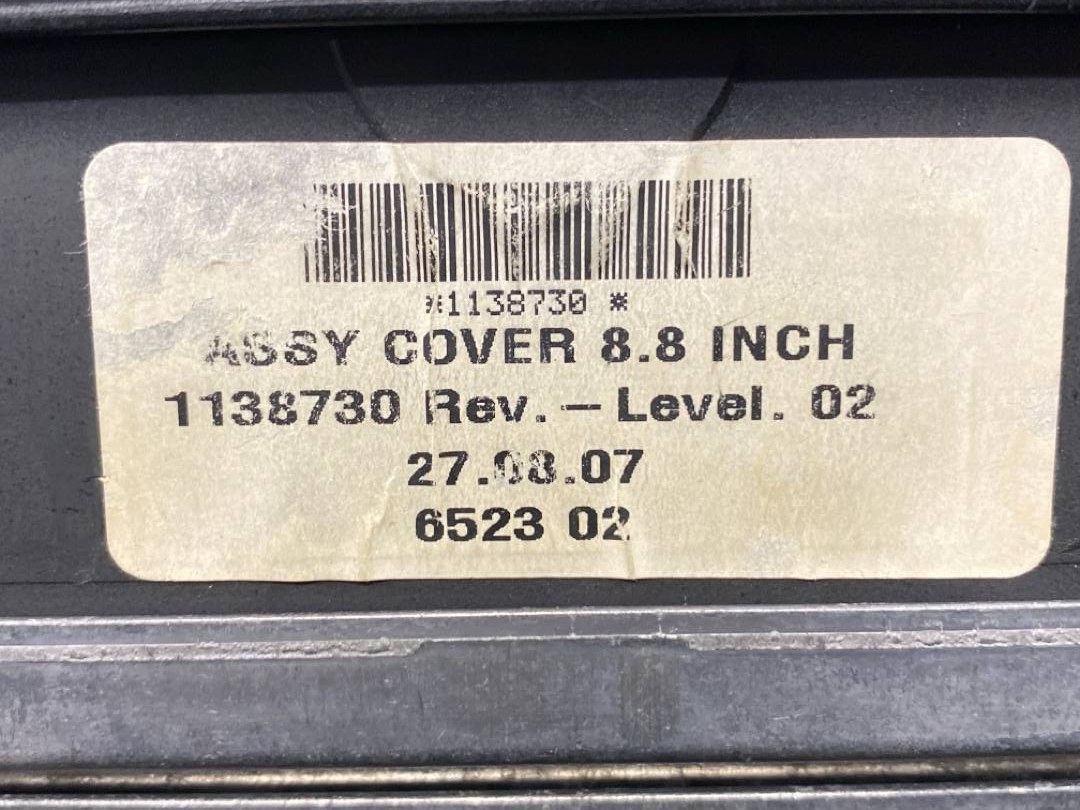 *1138730 *
ASSY COVER 8.8 INCH
1138730 Rev. – Level. 02
27.08.07
6523 02